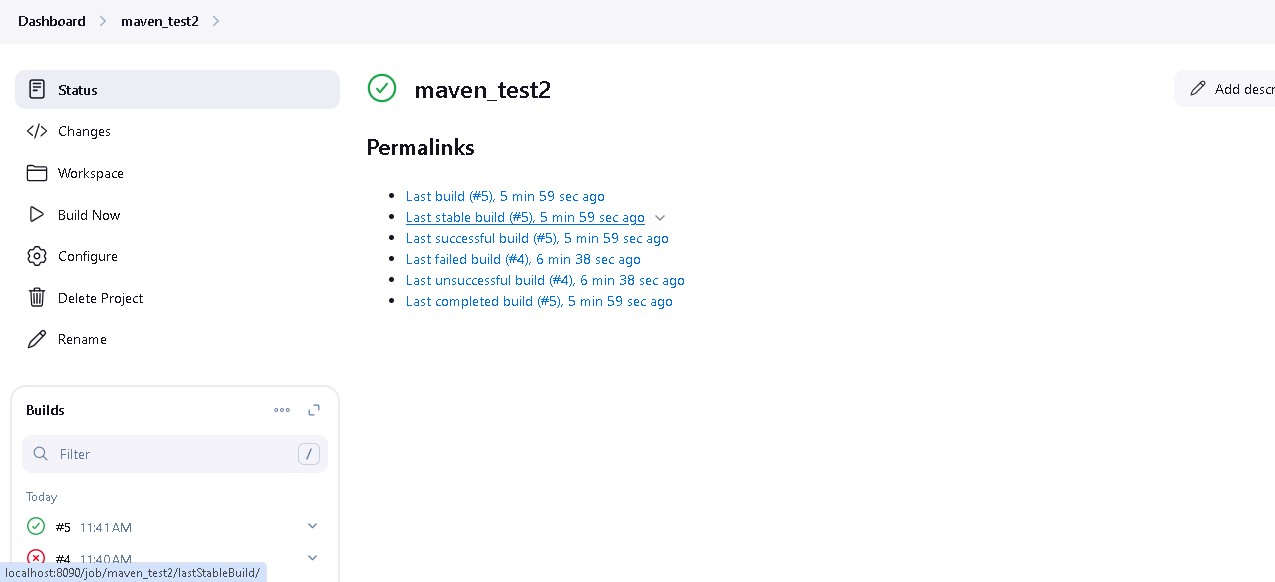 Dashboard > maven_test2 >
Status
Changes
Workspace
Build Now
Configure
Delete Project
Rename
Builds
Filter /
Today
#5 11:41 AM
#4 11:40 AM
localhost:8090/job/maven_test2/lastStableBuild/
maven_test2
Add descr
Permalinks
Last build (#5), 5 min 59 sec ago
Last stable build (#5), 5 min 59 sec ago
Last successful build (#5), 5 min 59 sec ago
Last failed build (#4), 6 min 38 sec ago
Last unsuccessful build (#4), 6 min 38 sec ago
Last completed build (#5), 5 min 59 sec ago